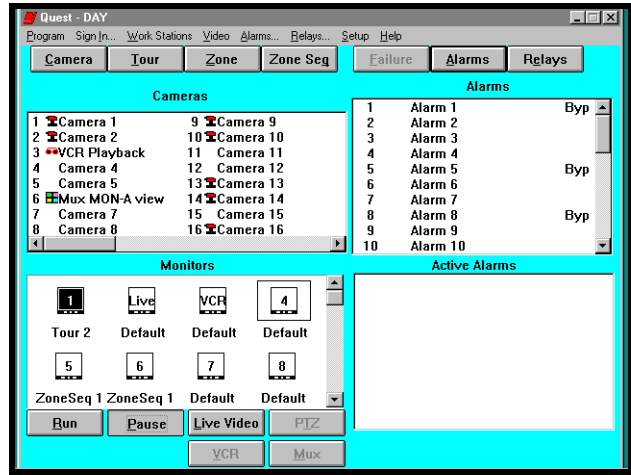 Quest - DAY
Program Sign In... Work Stations Video Alarms... Relays... Setup Help
Camera Tour Zone Zone Seq Failure Alarms Relays
Cameras
1 Camera 1 9 Camera 9
2 Camera 2 10 Camera 10
3 VCR Playback 11 Camera 11
4 Camera 4 12 Camera 12
5 Camera 5 13 Camera 13
6 Mux MON-A view 14 Camera 14
7 Camera 7 15 Camera 15
8 Camera 8 16 Camera 16
Alarms
1 Alarm 1 Byp
2 Alarm 2
3 Alarm 3
4 Alarm 4
5 Alarm 5 Byp
6 Alarm 6
7 Alarm 7
8 Alarm 8 Byp
9 Alarm 9
10 Alarm 10
Monitors
1 Live VCR 4
Tour 2 Default Default Default
5 6 7 8
ZoneSeq 1 ZoneSeq 1 Default Default
Active Alarms
Run Pause Live Video PTZ
VCR Mux